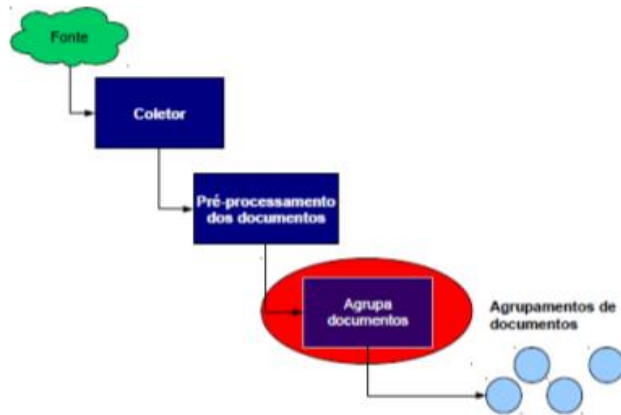 Fonte
Coletor
Pré-processamento
dos documentos
Agrupa
documentos
Agrupamentos de
documentos